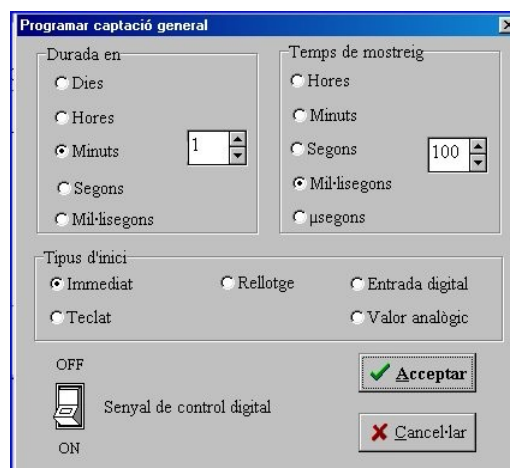 Programar captació general
Durada en
Dies
Hores
Minuts
1
Segons
Mil·lisegons
Temps de mostreig
Hores
Minuts
Segons
100
Mil·lisegons
µsegons
Tipus d'inici
Immediat
Rellotge
Entrada digital
Teclat
Valor analògic
OFF
Senyal de control digital
ON
Acceptar
Cancel·lar